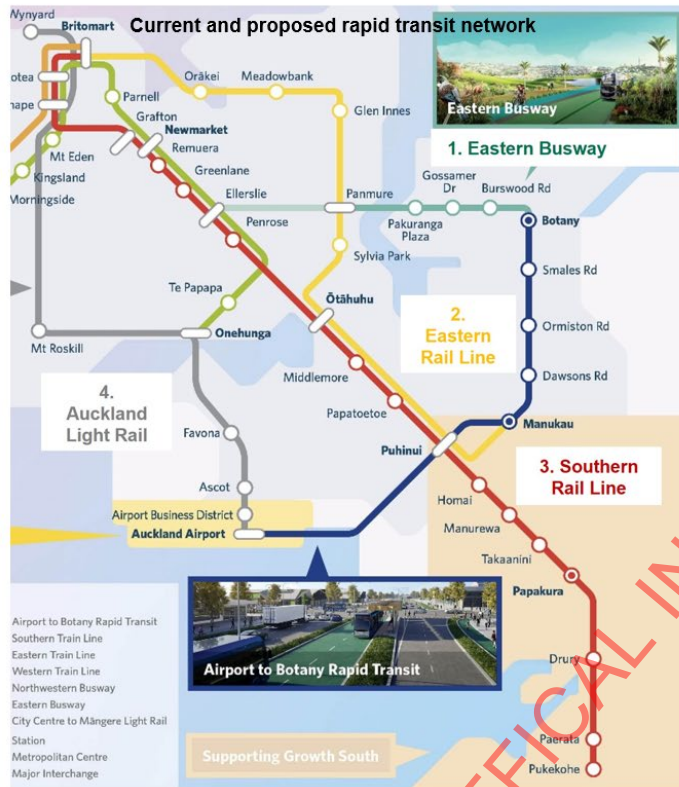 Current and proposed rapid transit network
Wynyard
Britomart
otea
hape
Mt Eden
Kingsland
Morningside
Parnell
Grafton
Newmarket
Remuera
Greenlane
Ellerslie
Penrose
Orākei
Meadowbank
Glen Innes
Panmure
Sylvia Park
Eastern Busway
1. Eastern Busway
Gossamer
Dr
Burswood Rd
Pakuranga
Plaza
Botany
Smales Rd
Ormiston Rd
Dawsons Rd
Manukau
Te Papapa
Onehunga
Mt Roskill
Ōtāhuhu
2.
Eastern
Rail Line
Middlemore
Papatoetoe
Puhinui
4.
Auckland
Light Rail
Favona
Ascot
Airport Business District
Auckland Airport
3. Southern
Rail Line
Homai
Manurewa
Takaanini
Papakura
Drury
Paerata
Pukekohe
Airport to Botany Rapid Transit
Airport to Botany Rapid Transit
Southern Train Line
Eastern Train Line
Western Train Line
Northwestern Busway
Eastern Busway
City Centre to Māngere Light Rail
Station
Metropolitan Centre
Major Interchange
Supporting Growth South
FFICAL IN